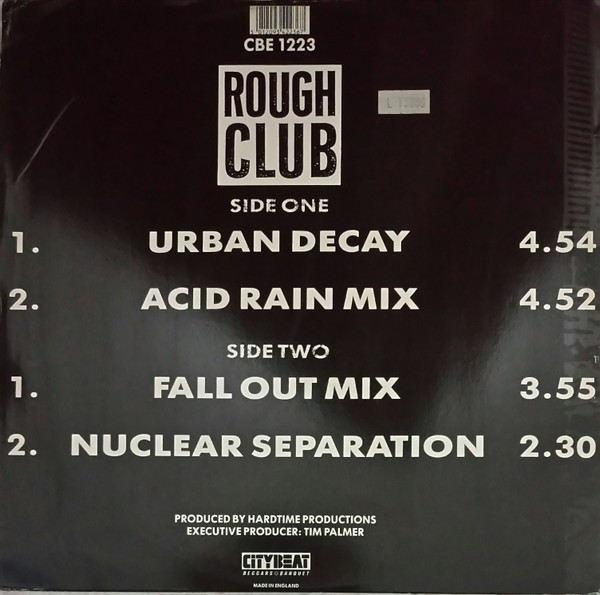 CBE 1223
ROUGH
CLUB
SIDE ONE
1. URBAN DECAY 4.54
2. ACID RAIN MIX 4.52
SIDE TWO
1. FALL OUT MIX 3.55
2. NUCLEAR SEPARATION 2.30
PRODUCED BY HARDTIME PRODUCTIONS
EXECUTIVE PRODUCER: TIM PALMER
CITYBEAT
BEGGARS BANQUET
MADE IN ENGLAND